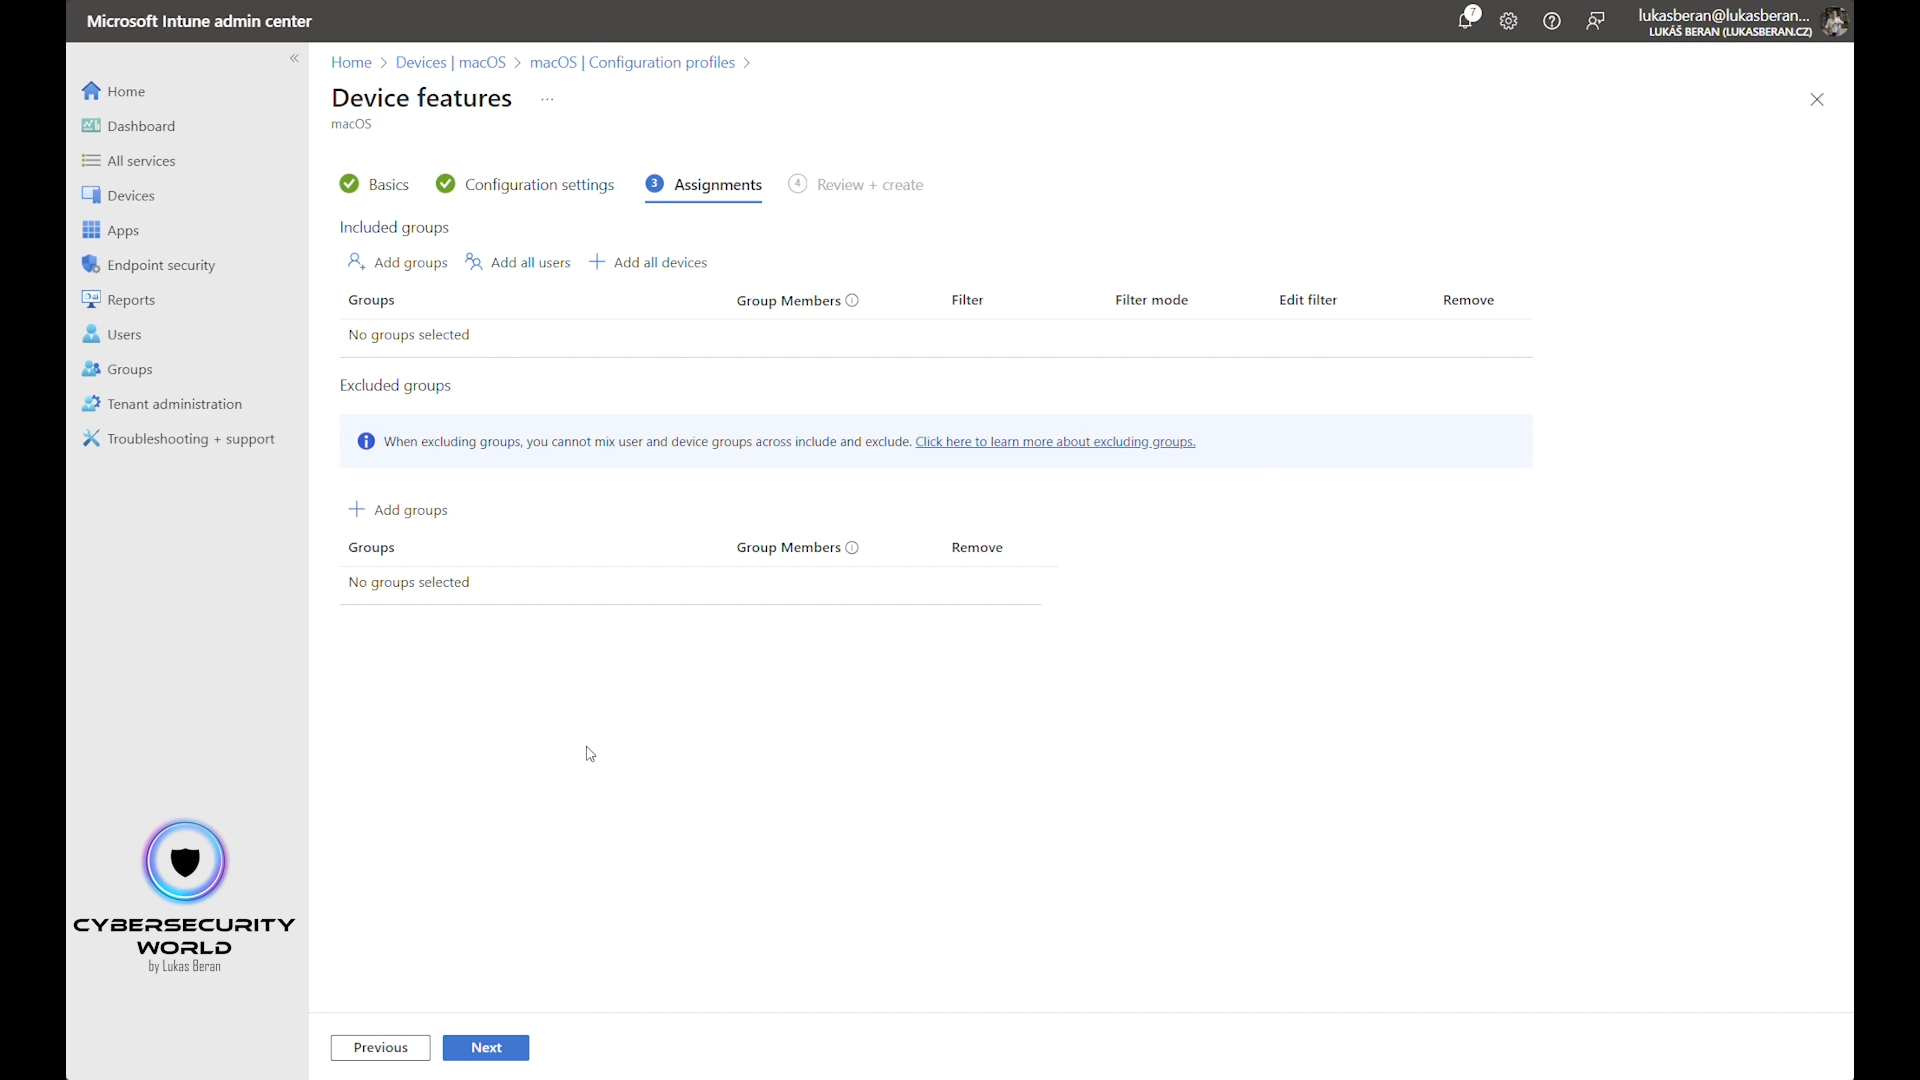 Microsoft Intune admin center
7
lukasberan@lukasberan...
LUKÁŠ BERAN (LUKASBERAN.CZ)
«
Home
Dashboard
All services
Devices
Apps
Endpoint security
Reports
Users
Groups
Tenant administration
Troubleshooting + support
CYBERSECURITY
WORLD
by Lukas Beran
Home > Devices | macOS > macOS | Configuration profiles >
Device features ...
macOS
Basics
Configuration settings
3 Assignments
4 Review + create
Included groups
Add groups
Add all users
Add all devices
Groups Group Members Filter Filter mode Edit filter Remove
No groups selected
Excluded groups
When excluding groups, you cannot mix user and device groups across include and exclude. Click here to learn more about excluding groups.
Add groups
Groups Group Members Remove
No groups selected
Previous
Next